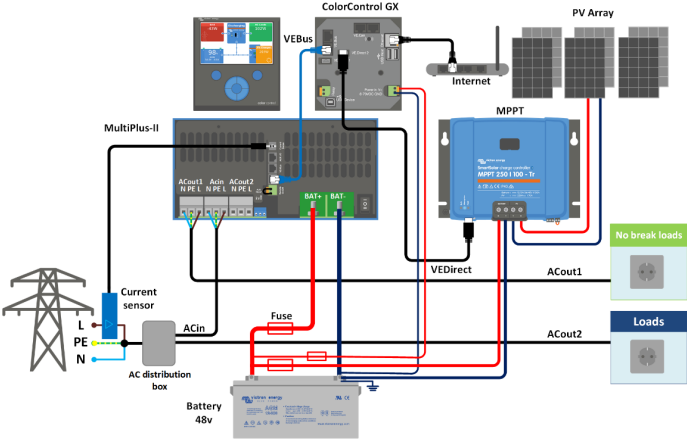 ColorControl GX
VEBus
PV Array
Internet
MultiPlus-II
MPPT
ACout1 ACin ACout2
N PE L N PE L N PE L
BAT+ BAT-
victron energy
SmartSolar charge controller
MPPT 250 | 100 - Tr
No break loads
VEDirect
ACout1
Current
sensor
L
PE
N
ACin
Fuse
ACout2
Loads
AC distribution
box
Battery
48v
victron energy